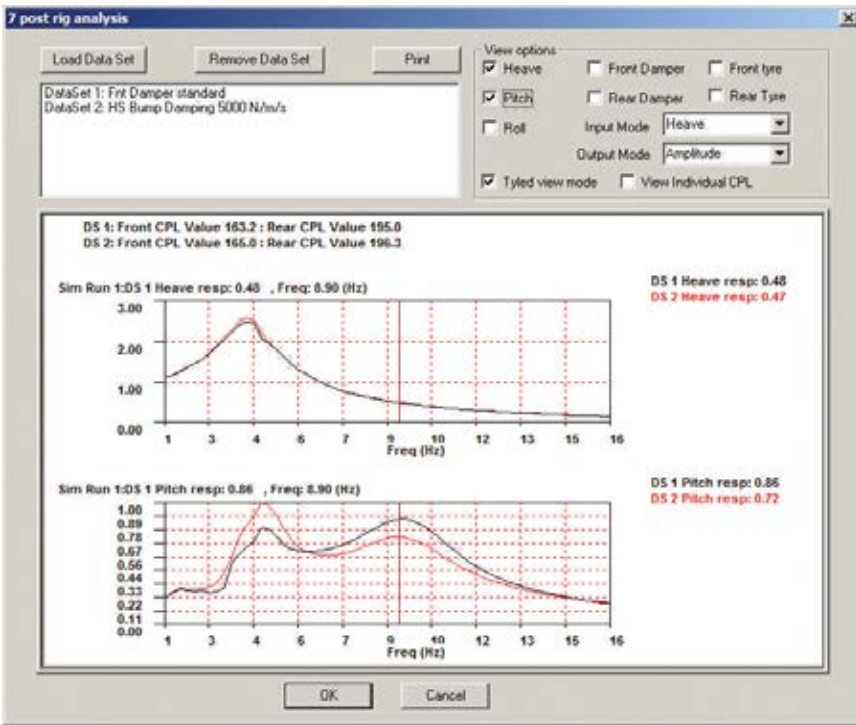 7 post rig analysis
Load Data Set
Remove Data Set
Print
View options
Heave
Front Damper
Front tyre
Pitch
Rear Damper
Rear Tyre
Roll
Input Mode
Heave
Output Mode
Amplitude
Tyled view mode
View Individual CPL
DataSet 1: Fnt Damper standard
DataSet 2: HS Bump Damping 5000 N/m/s
DS 1: Front CPL Value 163.2 : Rear CPL Value 195.0
DS 2: Front CPL Value 165.0 : Rear CPL Value 196.3
Sim Run 1:DS 1 Heave resp: 0.48 , Freq: 8.90 (Hz)
DS 1 Heave resp: 0.48
DS 2 Heave resp: 0.47
3.00
2.00
1.00
0.00
1 3 4 6 7 9 10 12 13 15 16
Freq (Hz)
Sim Run 1:DS 1 Pitch resp: 0.86 , Freq: 8.90 (Hz)
DS 1 Pitch resp: 0.86
DS 2 Pitch resp: 0.72
1.00
0.89
0.78
0.67
0.56
0.44
0.33
0.22
0.11
0.00
1 3 4 6 7 9 10 12 13 15 16
Freq (Hz)
OK
Cancel